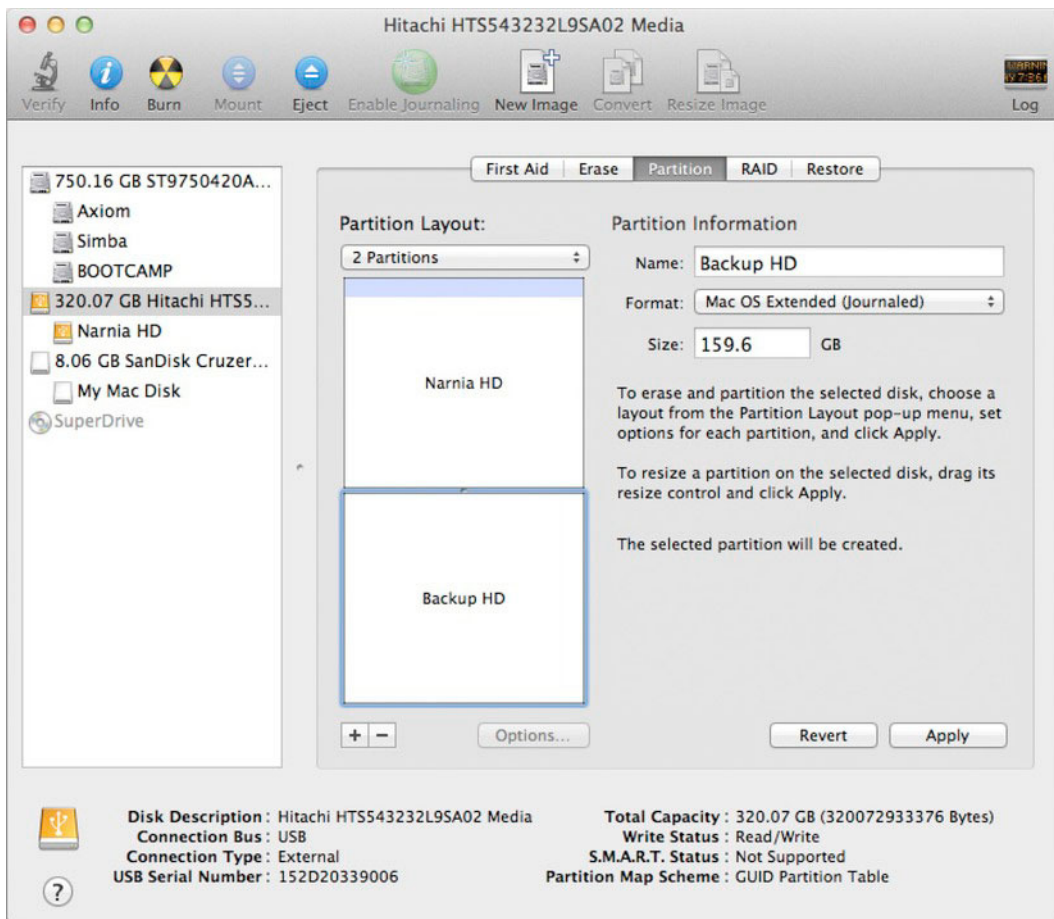 Hitachi HTS543232L9SA02 Media
Verify Info Burn Mount Eject Enable Journaling New Image Convert Resize Image Log
750.16 GB ST9750420A...
Axiom
Simba
BOOTCAMP
320.07 GB Hitachi HTS5...
Narnia HD
8.06 GB SanDisk Cruzer...
My Mac Disk
SuperDrive
First Aid Erase Partition RAID Restore
Partition Layout:
2 Partitions
Narnia HD
Backup HD
+ −
Options...
Partition Information
Name: Backup HD
Format: Mac OS Extended (Journaled)
Size: 159.6 GB
To erase and partition the selected disk, choose a
layout from the Partition Layout pop-up menu, set
options for each partition, and click Apply.
To resize a partition on the selected disk, drag its
resize control and click Apply.
The selected partition will be created.
Revert Apply
Disk Description : Hitachi HTS543232L9SA02 Media
Connection Bus : USB
Connection Type : External
USB Serial Number : 152D20339006
Total Capacity : 320.07 GB (320072933376 Bytes)
Write Status : Read/Write
S.M.A.R.T. Status : Not Supported
Partition Map Scheme : GUID Partition Table
?